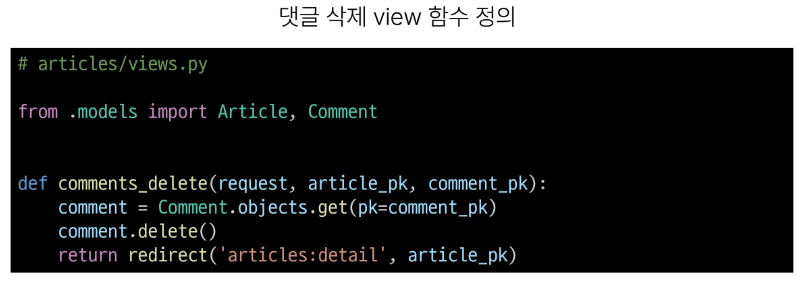 댓글 삭제 view 함수 정의
# articles/views.py
from .models import Article, Comment
def comments_delete(request, article_pk, comment_pk):
    comment = Comment.objects.get(pk=comment_pk)
    comment.delete()
    return redirect('articles:detail', article_pk)